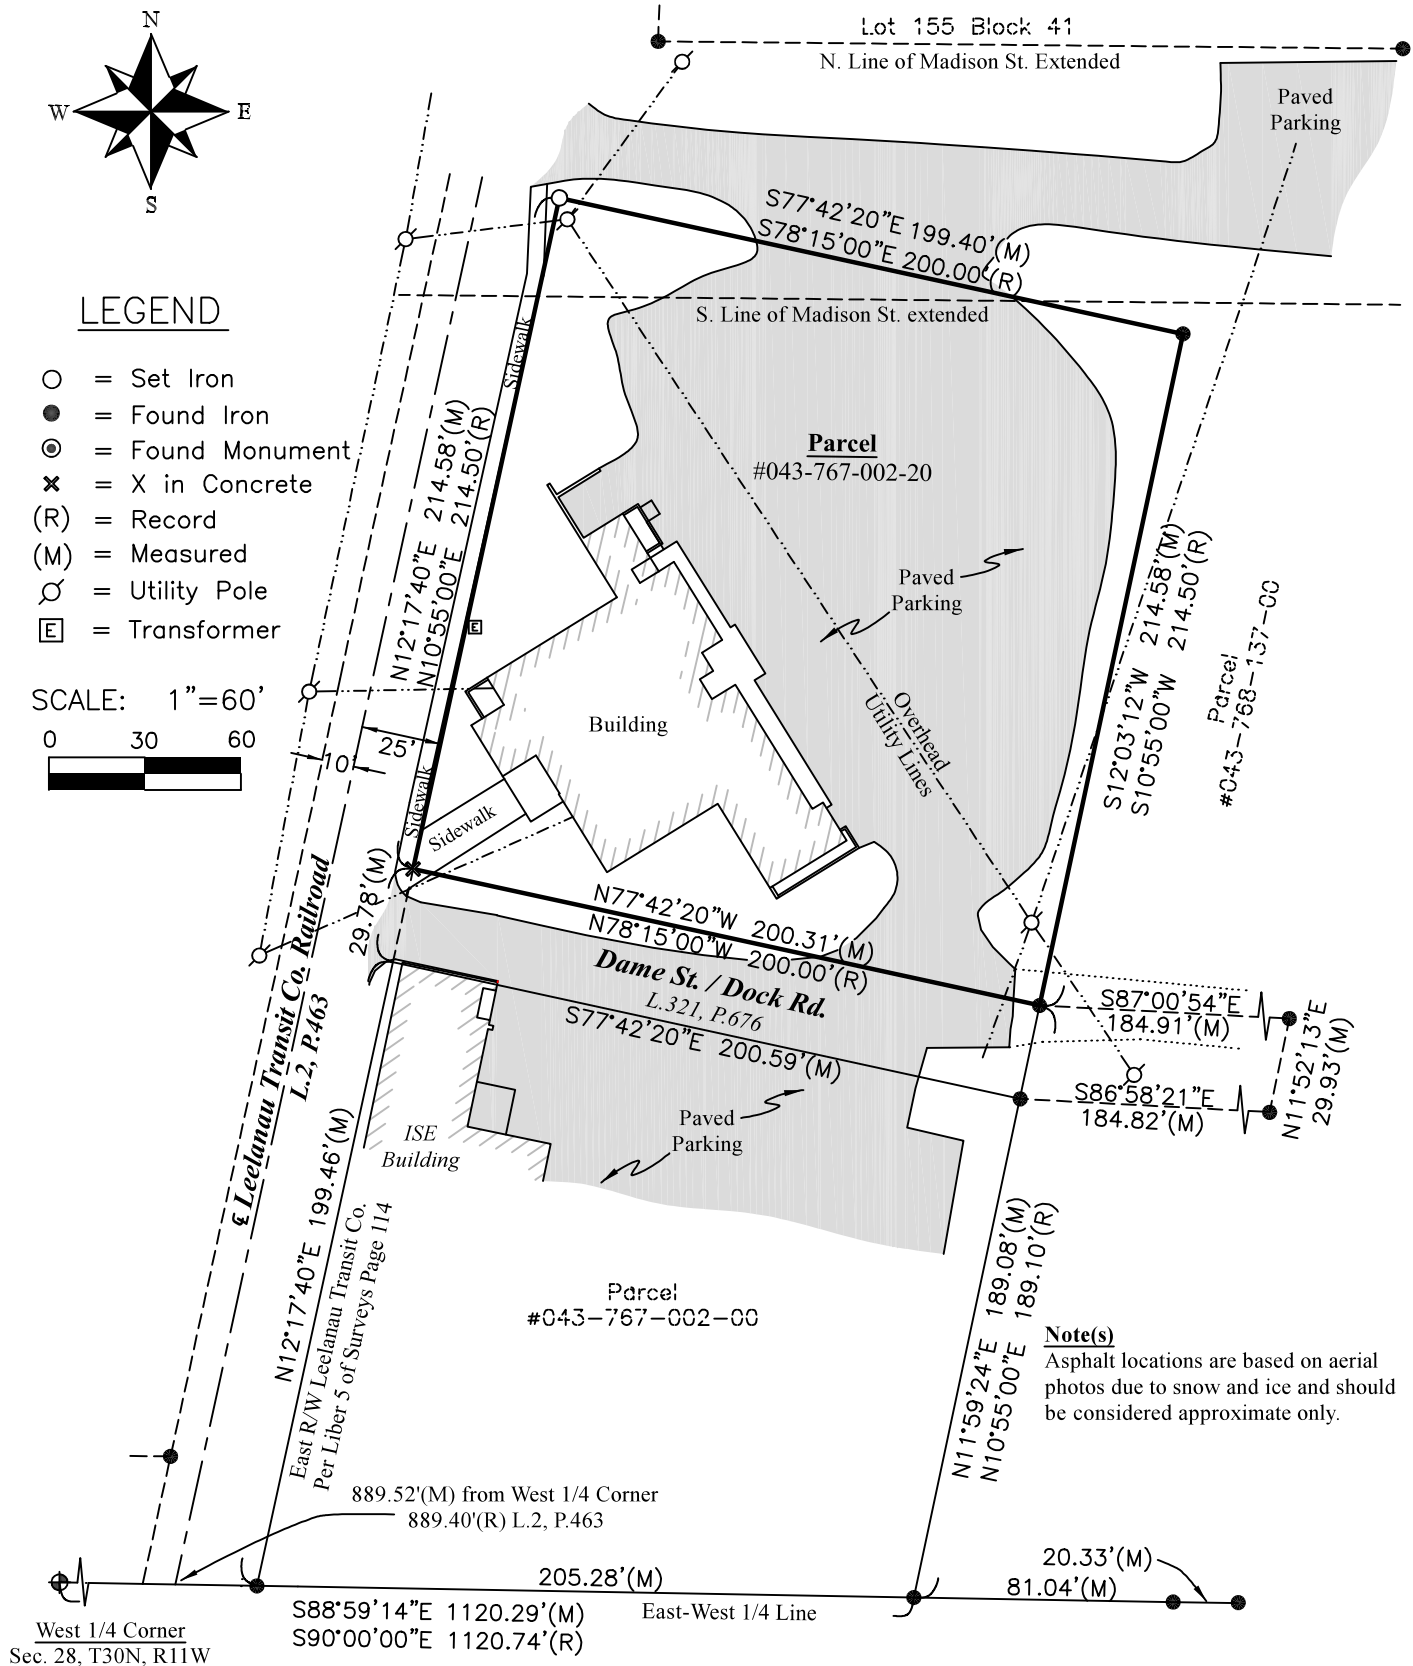 N
W
E
S
Lot 155 Block 41
N. Line of Madison St. Extended
Paved
Parking
S77°42'20"E 199.40'(M)
S78°15'00"E 200.00'(R)
S. Line of Madison St. extended
LEGEND
= Set Iron
= Found Iron
= Found Monument
= X in Concrete
(R) = Record
(M) = Measured
= Utility Pole
E = Transformer
SCALE: 1"=60'
0 30 60
Sidewalk
N12°17'40"E 214.58'(M)
N10°55'00"E 214.50'(R)
E
Parcel
#043-767-002-20
Paved
Parking
Building
Overhead
Utility Lines
S12°03'12"W 214.58'(M)
S10°55'00"W 214.50'(R)
Parcel
#043-768-137-00
25'
10'
Sidewalk
Sidewalk
29.78'(M)
N77°42'20"W 200.31'(M)
N78°15'00"W 200.00'(R)
Dame St. / Dock Rd.
L.321, P.676
S77°42'20"E 200.59'(M)
S87°00'54"E
184.91'(M)
N11°52'13"E
29.93'(M)
S86°58'21"E
184.82'(M)
℄ Leelanau Transit Co. Railroad
L.2, P.463
ISE
Building
Paved
Parking
N12°17'40"E 199.46'(M)
East R/W Leelanau Transit Co.
Per Liber 5 of Surveys Page 114
Parcel
#043-767-002-00
N11°59'24"E 189.08'(M)
N10°55'00"E 189.10'(R)
Note(s)
Asphalt locations are based on aerial
photos due to snow and ice and should
be considered approximate only.
889.52'(M) from West 1/4 Corner
889.40'(R) L.2, P.463
205.28'(M)
20.33'(M)
81.04'(M)
S88°59'14"E 1120.29'(M)
S90°00'00"E 1120.74'(R)
East-West 1/4 Line
West 1/4 Corner
Sec. 28, T30N, R11W